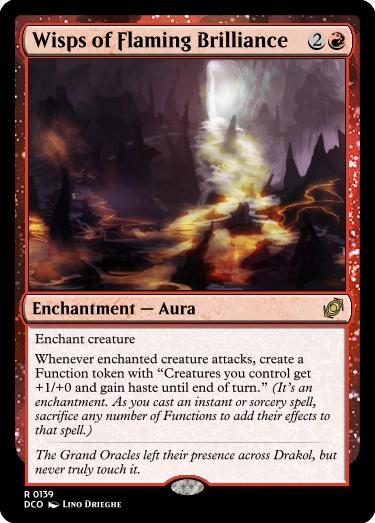 Wisps of Flaming Brilliance 2
Enchantment — Aura
Enchant creature
Whenever enchanted creature attacks, create a
Function token with “Creatures you control get
+1/+0 and gain haste until end of turn.” (It's an
enchantment. As you cast an instant or sorcery spell,
sacrifice any number of Functions to add their effects to
that spell.)
The Grand Oracles left their presence across Drakol, but
never truly touch it.
R 0139
DCO Lino Drieghe